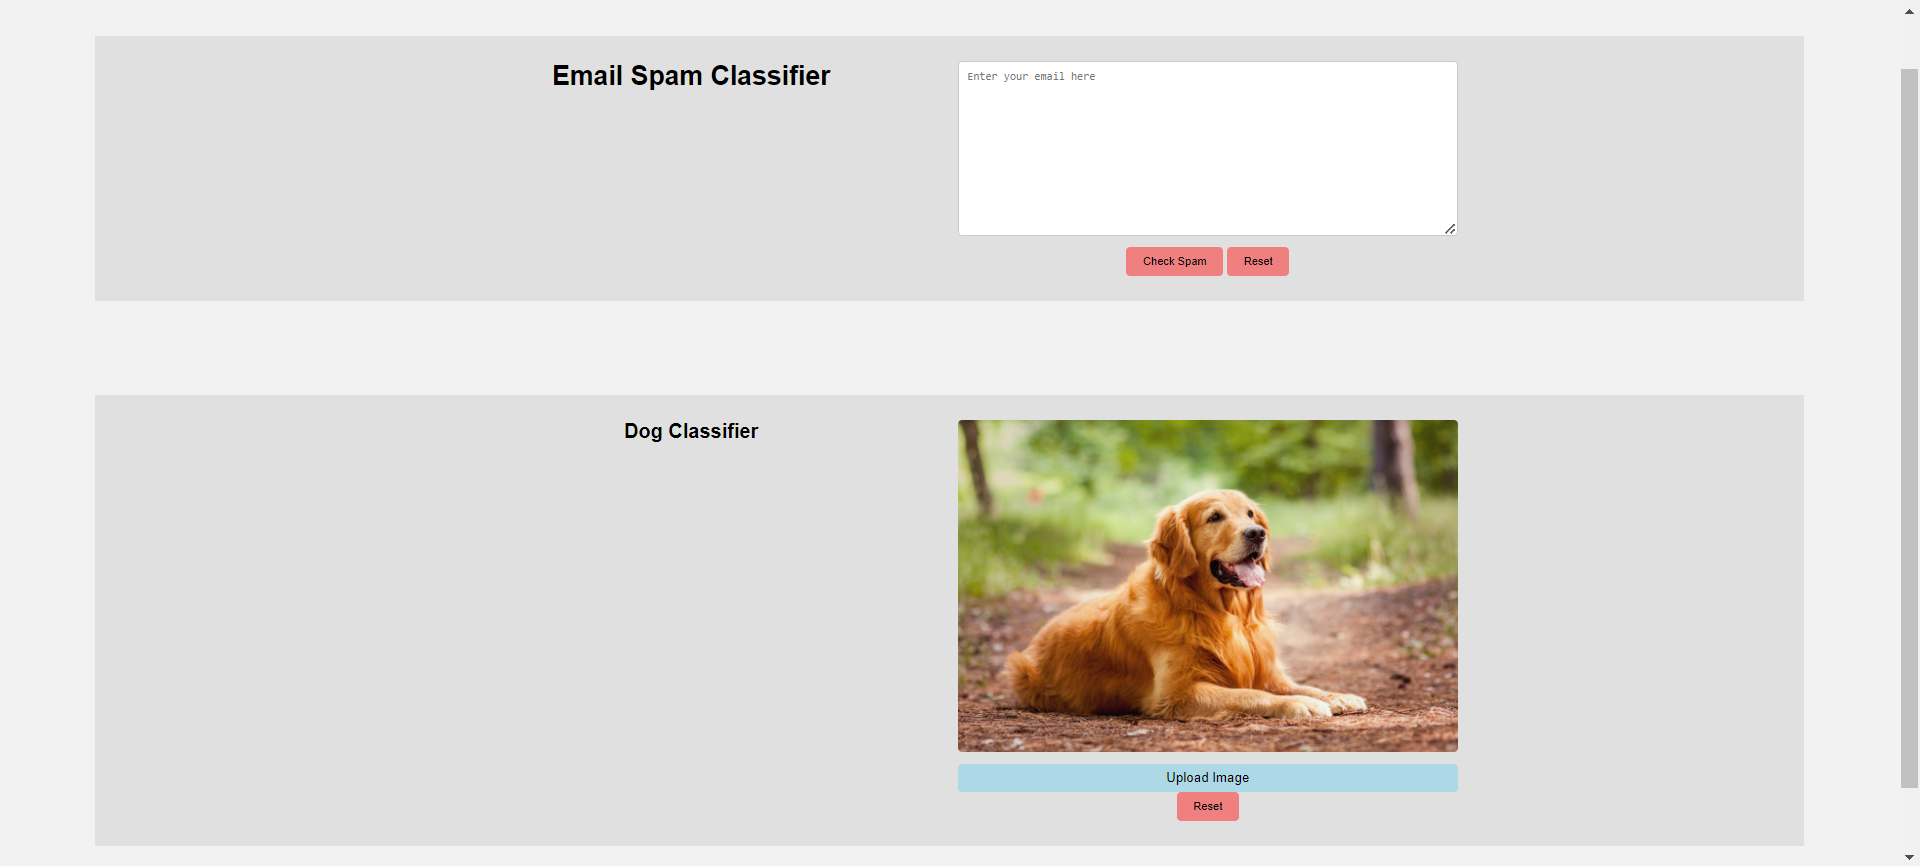 Email Spam Classifier
Enter your email here
Check Spam Reset
Dog Classifier
Upload Image
Reset